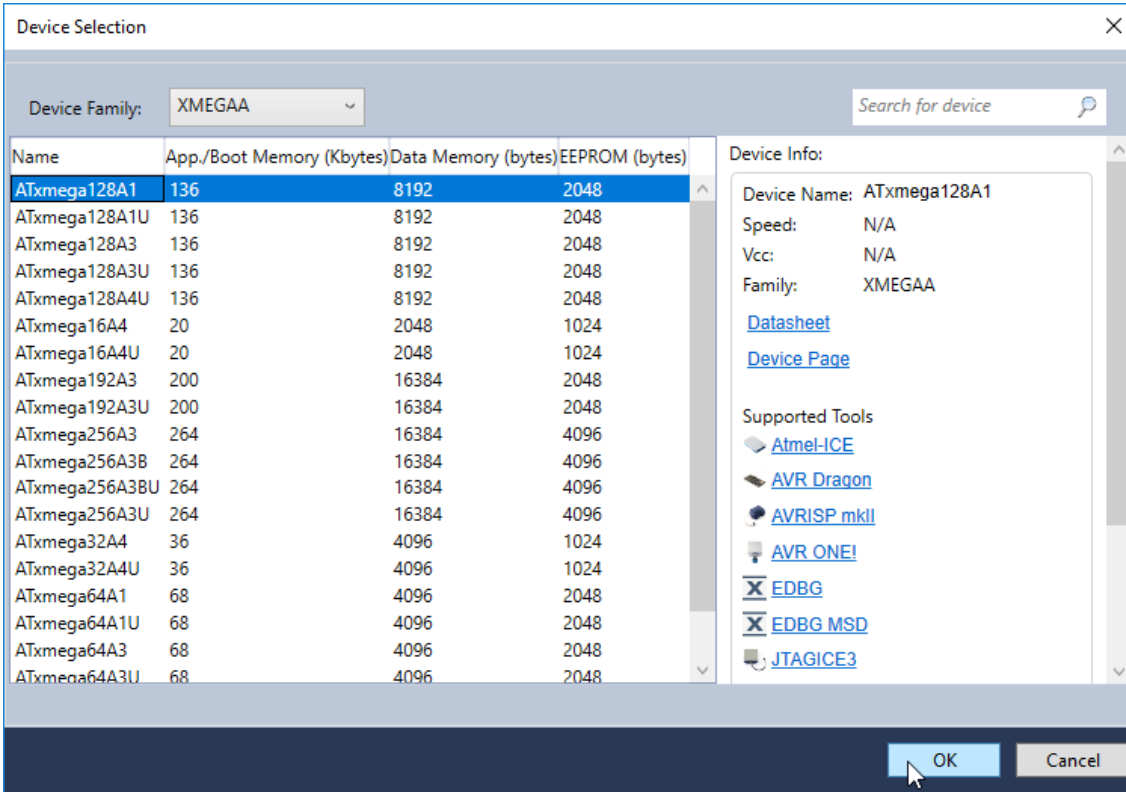 Device Selection
Device Family: XMEGAA Search for device
Name App./Boot Memory (Kbytes) Data Memory (bytes) EEPROM (bytes)
ATxmega128A1 136 8192 2048
ATxmega128A1U 136 8192 2048
ATxmega128A3 136 8192 2048
ATxmega128A3U 136 8192 2048
ATxmega128A4U 136 8192 2048
ATxmega16A4 20 2048 1024
ATxmega16A4U 20 2048 1024
ATxmega192A3 200 16384 2048
ATxmega192A3U 200 16384 2048
ATxmega256A3 264 16384 4096
ATxmega256A3B 264 16384 4096
ATxmega256A3BU 264 16384 4096
ATxmega256A3U 264 16384 4096
ATxmega32A4 36 4096 1024
ATxmega32A4U 36 4096 1024
ATxmega64A1 68 4096 2048
ATxmega64A1U 68 4096 2048
ATxmega64A3 68 4096 2048
ATxmega64A3U 68 4096 2048
Device Info:
Device Name: ATxmega128A1
Speed: N/A
Vcc: N/A
Family: XMEGAA
Datasheet
Device Page
Supported Tools
Atmel-ICE
AVR Dragon
AVRISP mkII
AVR ONE!
EDBG
EDBG MSD
JTAGICE3
OK Cancel